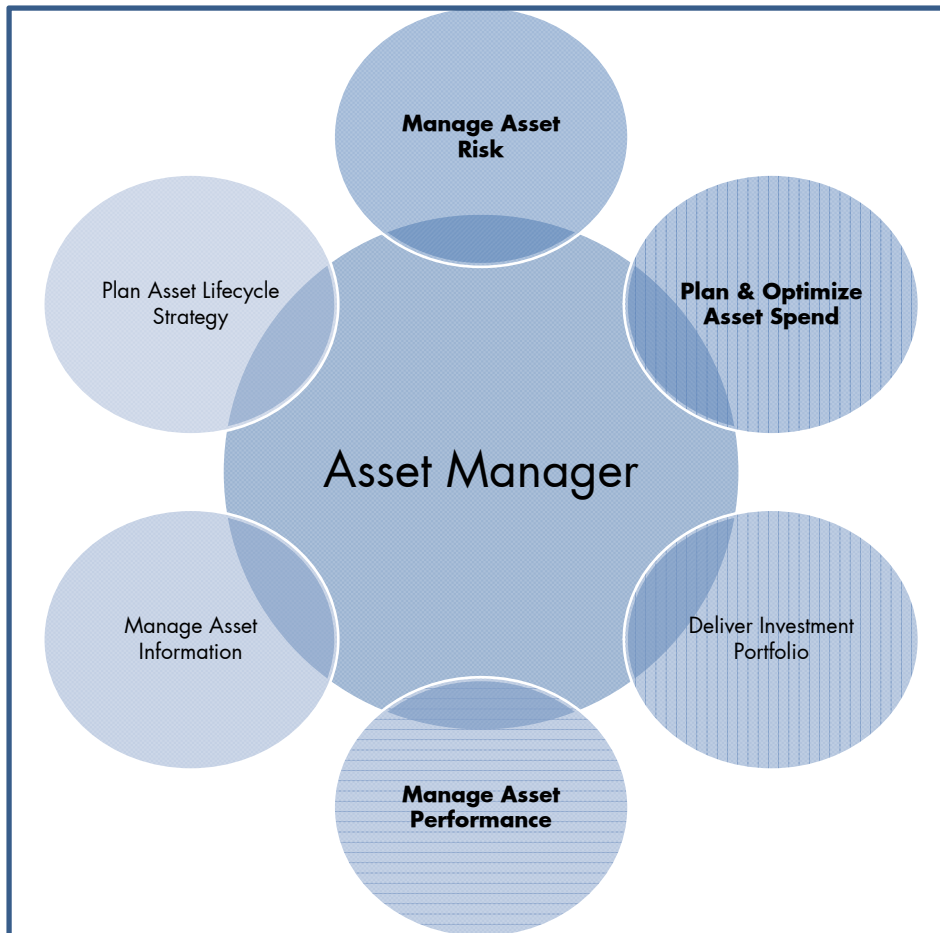 Manage Asset
Risk
Plan Asset Lifecycle
Strategy
Plan & Optimize
Asset Spend
Asset Manager
Manage Asset
Information
Deliver Investment
Portfolio
Manage Asset
Performance